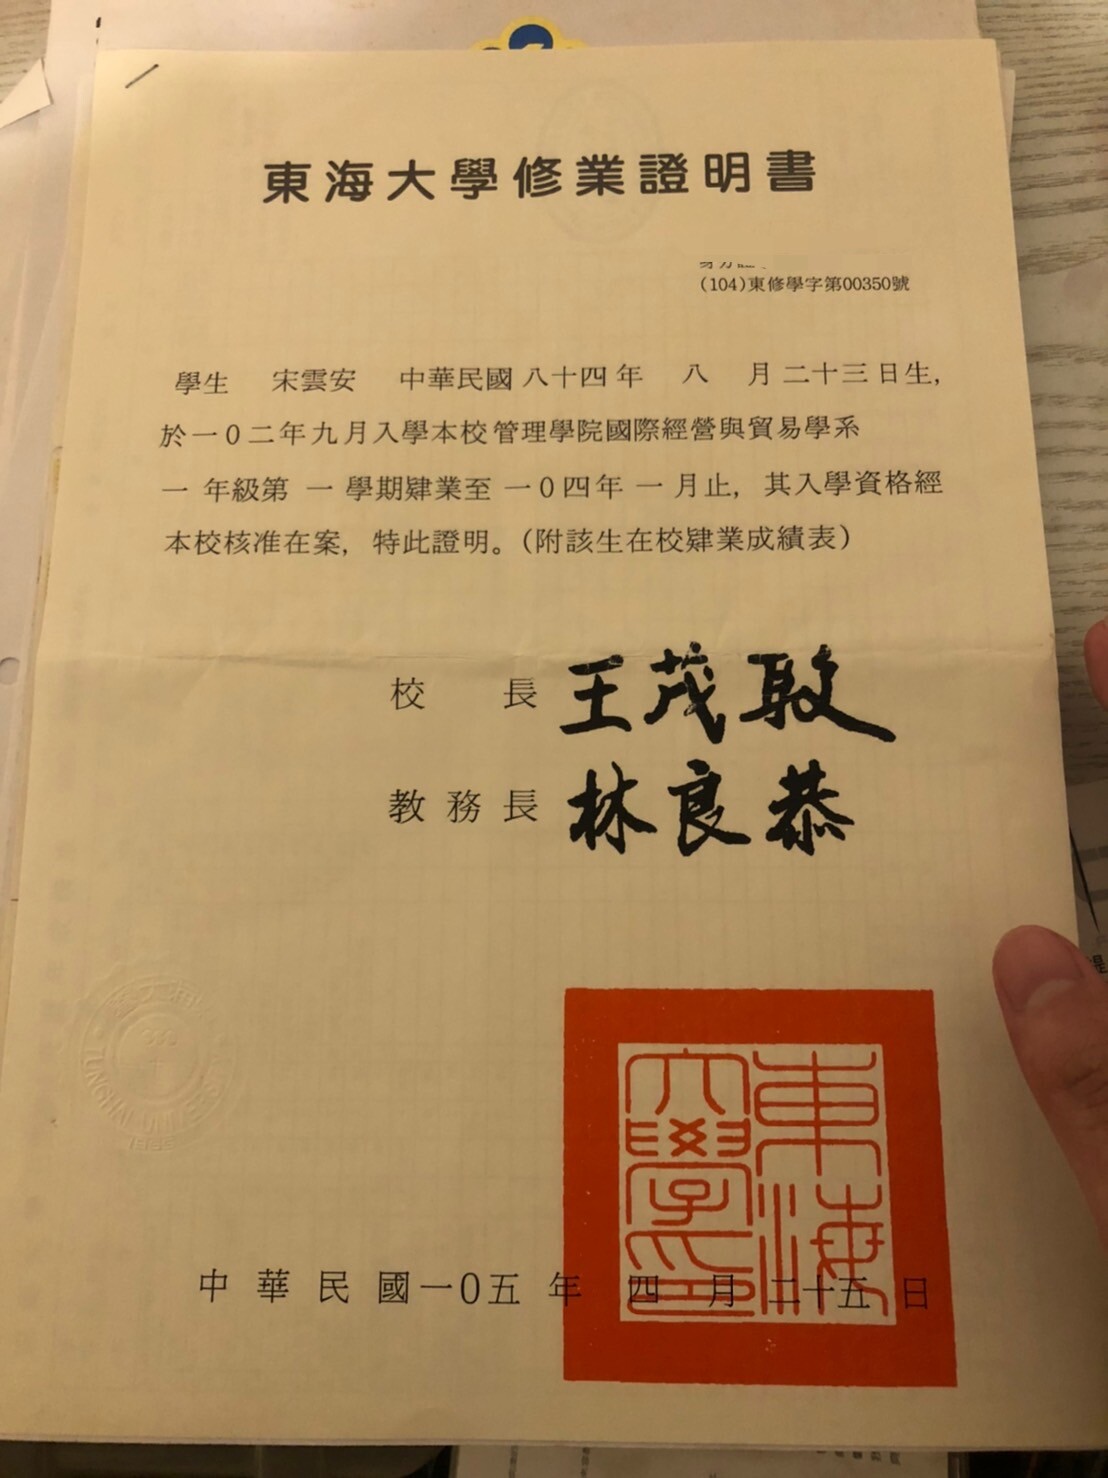 東海大學修業證明書
(104)東修學字第00350號
學生 宋雲安 中華民國八十四年 八 月二十三日生，
於一0二年九月入學本校管理學院國際經營與貿易學系
一 年級第 一 學期肄業至 一0四年 一 月止，其入學資格經
本校核准在案，特此證明。（附該生在校肄業成績表）
校 長 王茂駿
教 務 長 林良恭
東海
大學印
TUNGHAI UNIVERSITY
中 華 民 國一0五 年 四 月 二十五 日